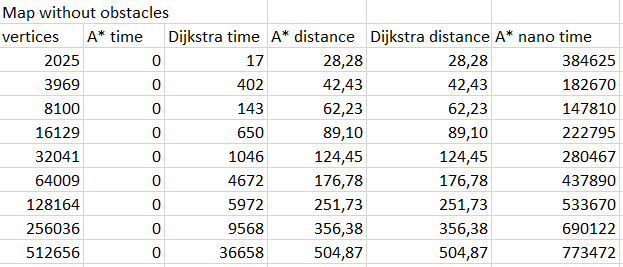 Map without obstacles
vertices A* time Dijkstra time A* distance Dijkstra distance A* nano time
2025 0 17 28,28 28,28 384625
3969 0 402 42,43 42,43 182670
8100 0 143 62,23 62,23 147810
16129 0 650 89,10 89,10 222795
32041 0 1046 124,45 124,45 280467
64009 0 4672 176,78 176,78 437890
128164 0 5972 251,73 251,73 533670
256036 0 9568 356,38 356,38 690122
512656 0 36658 504,87 504,87 773472